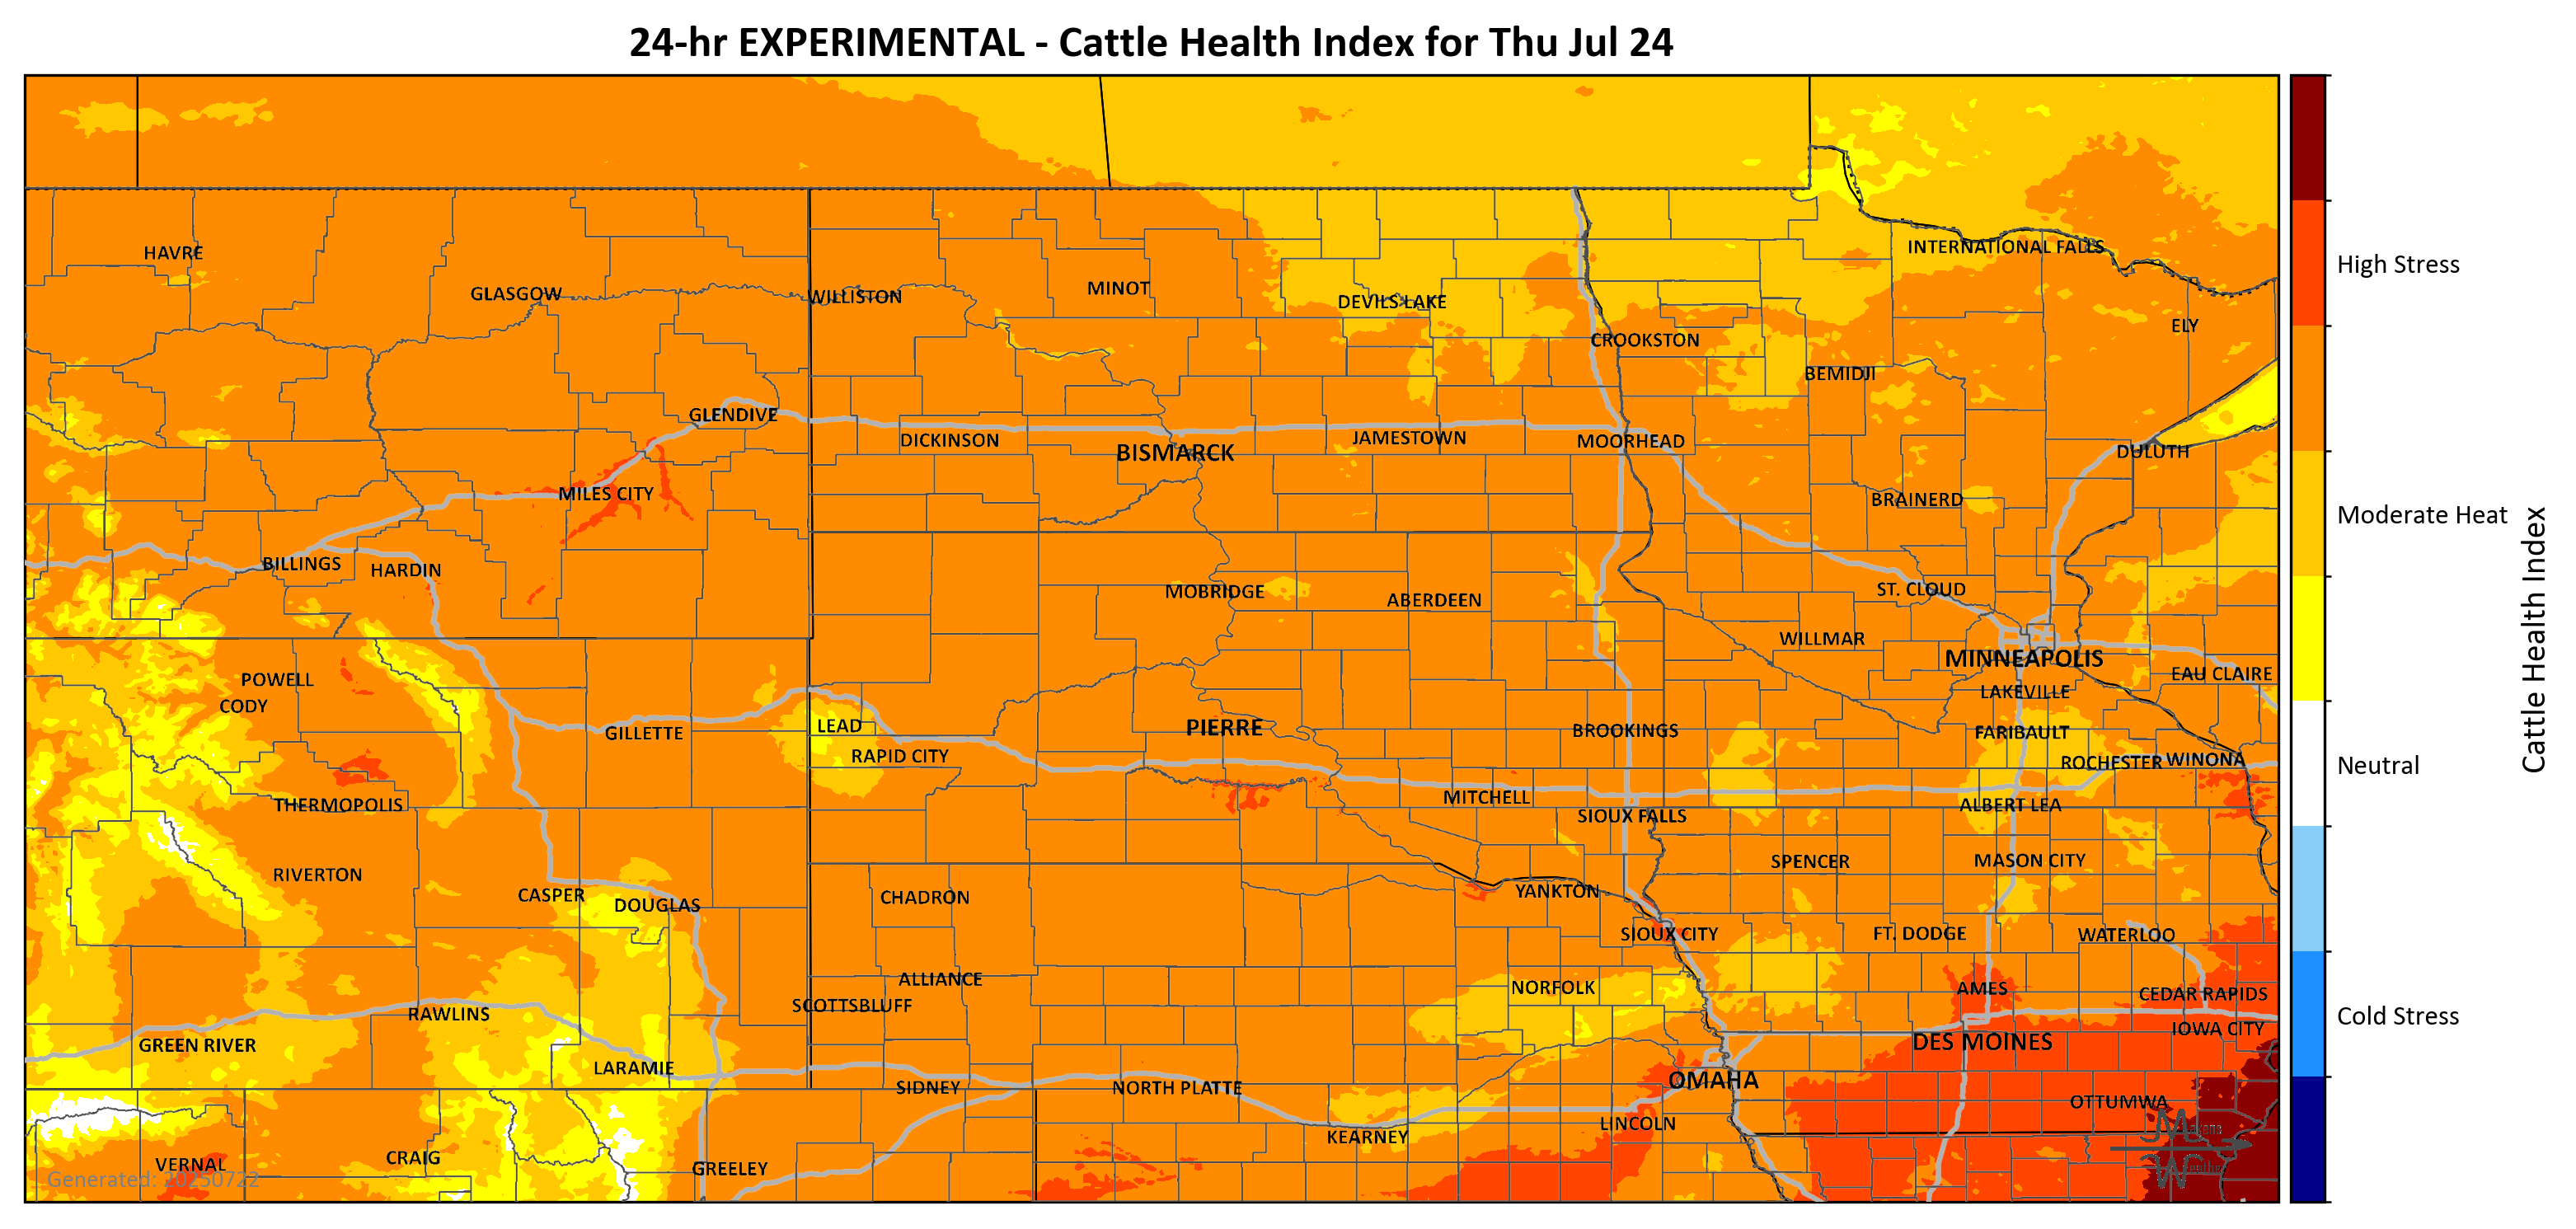 24-hr EXPERIMENTAL - Cattle Health Index for Thu Jul 24
HAVRE
GLASGOW
WILLISTON
MINOT
DEVILS LAKE
INTERNATIONAL FALLS
CROOKSTON
ELY
BEMIDJI
GLENDIVE
DICKINSON
BISMARCK
JAMESTOWN
MOORHEAD
DULUTH
MILES CITY
BRAINERD
BILLINGS
HARDIN
MOBRIDGE
ABERDEEN
ST. CLOUD
WILLMAR
MINNEAPOLIS
EAU CLAIRE
POWELL
CODY
LAKEVILLE
GILLETTE
LEAD
PIERRE
BROOKINGS
FARIBAULT
RAPID CITY
ROCHESTER
WINONA
THERMOPOLIS
MITCHELL
ALBERT LEA
SIOUX FALLS
RIVERTON
SPENCER
MASON CITY
CASPER
DOUGLAS
CHADRON
YANKTON
SIOUX CITY
FT. DODGE
WATERLOO
ALLIANCE
NORFOLK
AMES
CEDAR RAPIDS
SCOTTSBLUFF
RAWLINS
GREEN RIVER
DES MOINES
IOWA CITY
LARAMIE
SIDNEY
NORTH PLATTE
OMAHA
OTTUMWA
LINCOLN
KEARNEY
VERNAL
CRAIG
GREELEY
Generated: 20250722
High Stress
Moderate Heat
Neutral
Cold Stress
Cattle Health Index